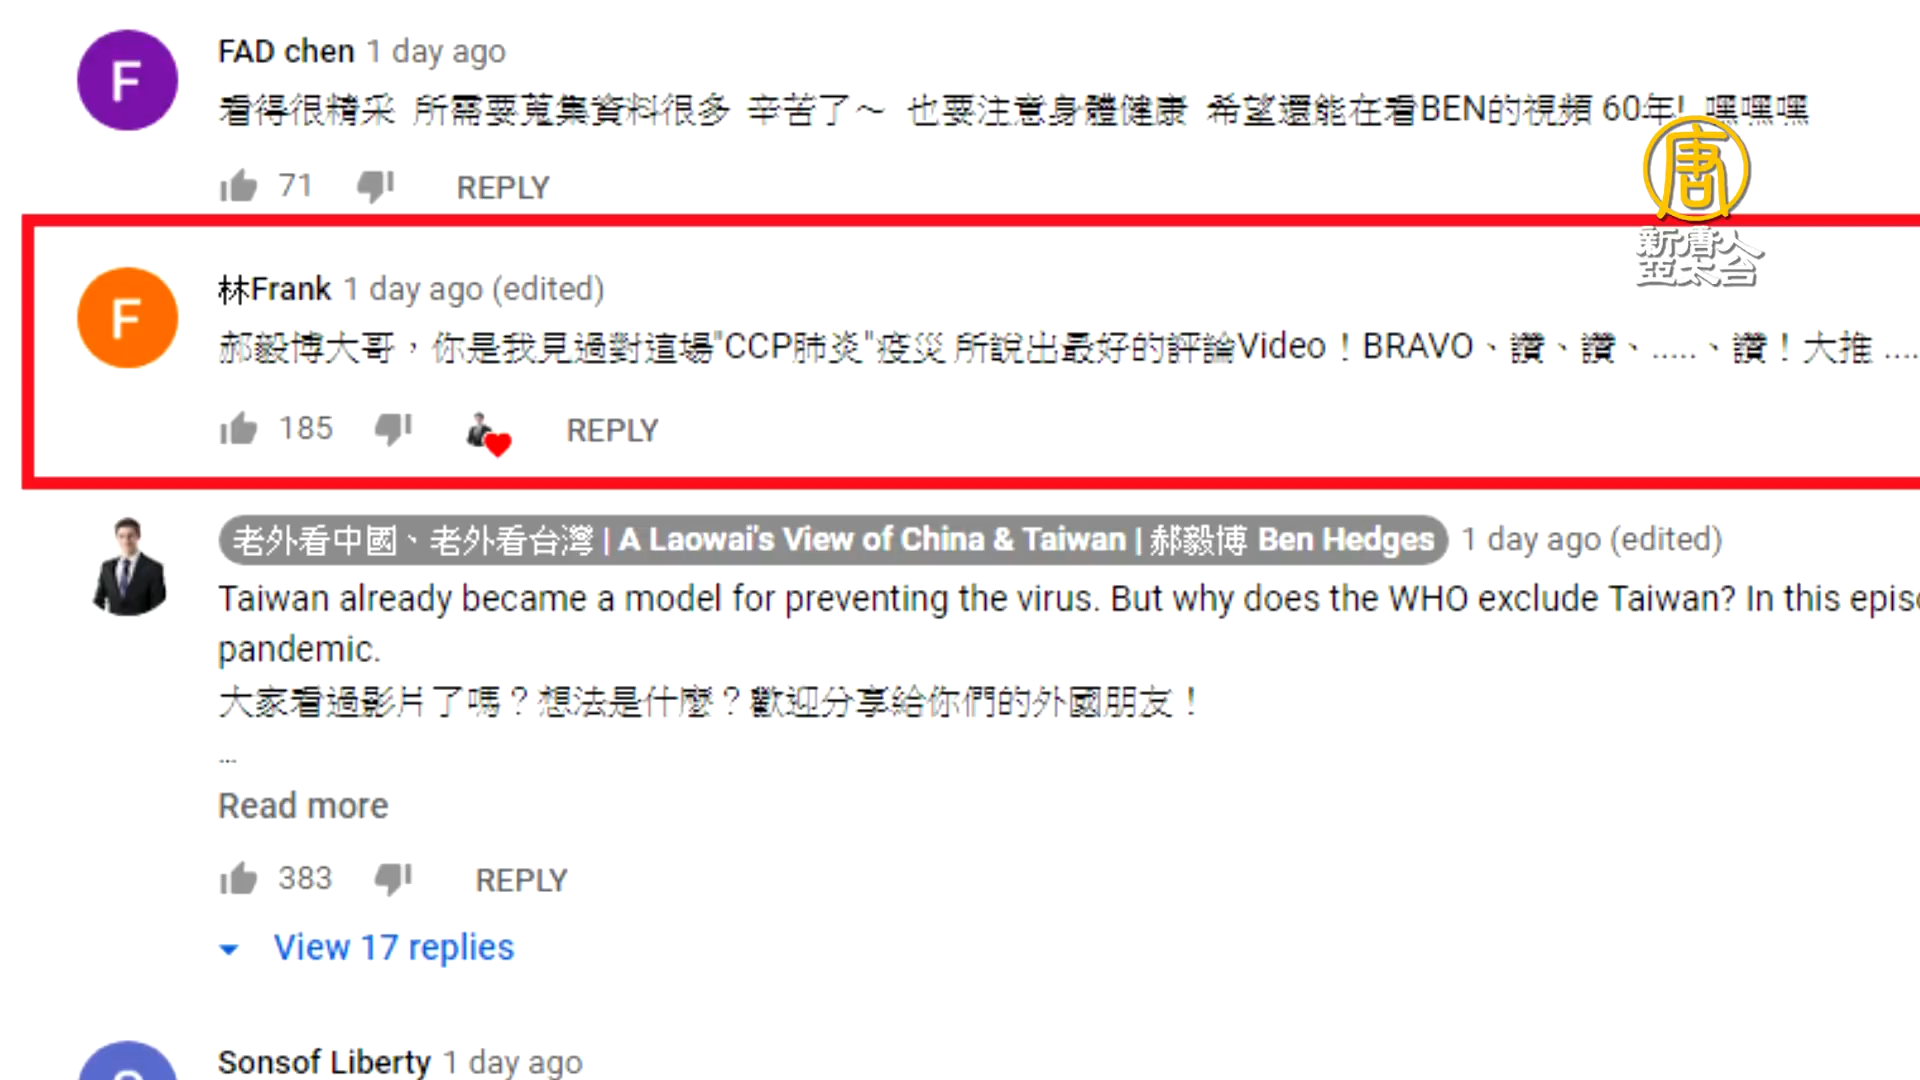 F
FAD chen 1 day ago
看得很精采 所需要蒐集資料很多 辛苦了～ 也要注意身體健康 希望還能在看BEN的視頻 60年! 嘿嘿嘿
71 REPLY
唐
新唐人
亞太台
F
林Frank 1 day ago (edited)
郝毅博大哥，你是我見過對這場"CCP肺炎"疫災 所說出最好的評論Video！BRAVO、讚、讚、.....、讚！大推 ....
185 REPLY
老外看中國、老外看台灣 | A Laowai's View of China & Taiwan | 郝毅博 Ben Hedges 1 day ago (edited)
Taiwan already became a model for preventing the virus. But why does the WHO exclude Taiwan? In this
pandemic.
大家看過影片了嗎？想法是什麼？歡迎分享給你們的外國朋友！
...
Read more
383 REPLY
View 17 replies
Sonsof Liberty 1 day ago